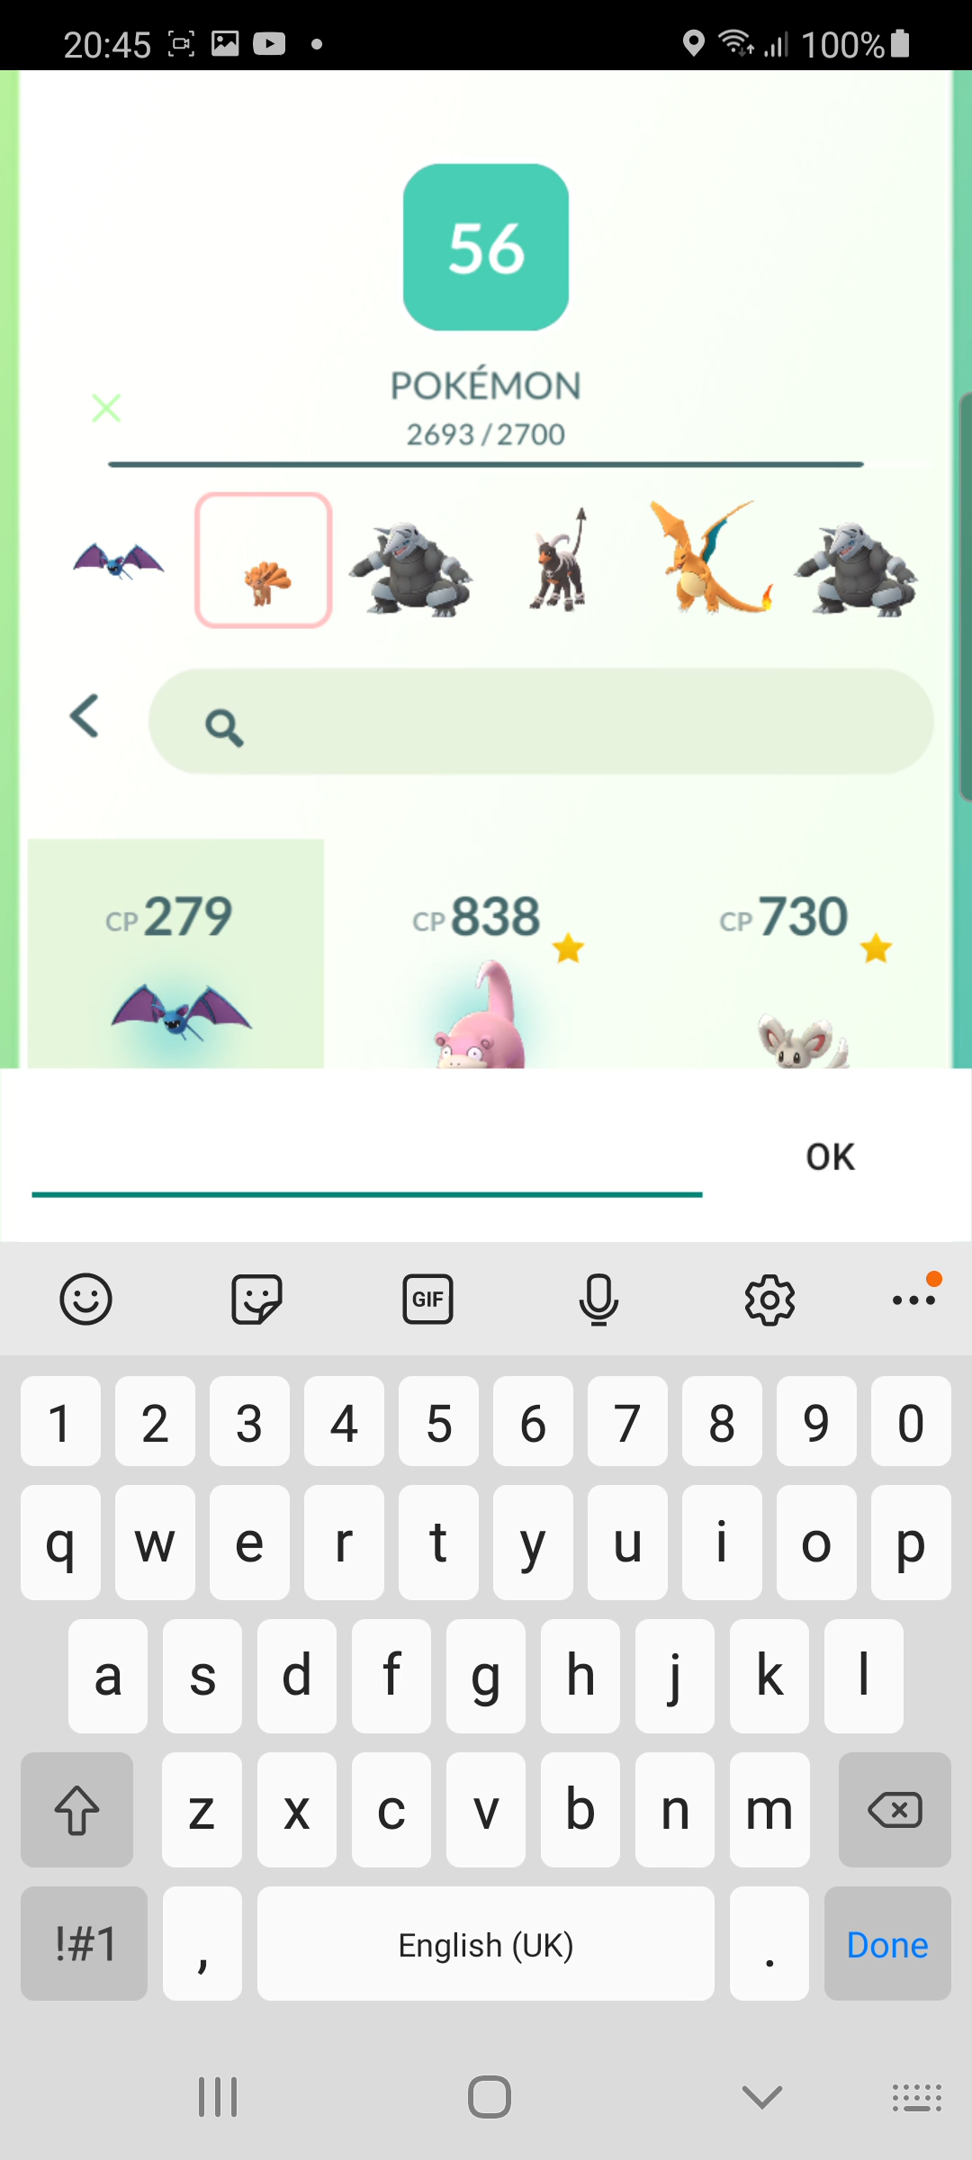 20:45 100%
56
POKÉMON
2693 / 2700
CP 279 CP 838 CP 730
OK
GIF
1 2 3 4 5 6 7 8 9 0
q w e r t y u i o p
a s d f g h j k l
z x c v b n m
!#1 , English (UK) . Done